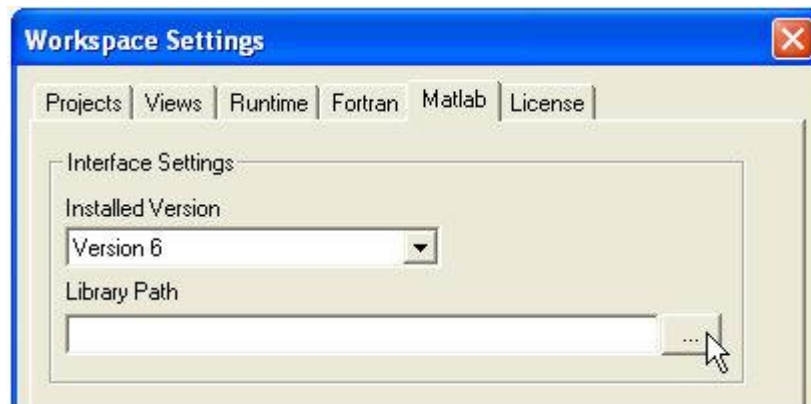 Workspace Settings
Projects Views Runtime Fortran Matlab License
Interface Settings
Installed Version
Version 6
Library Path
...